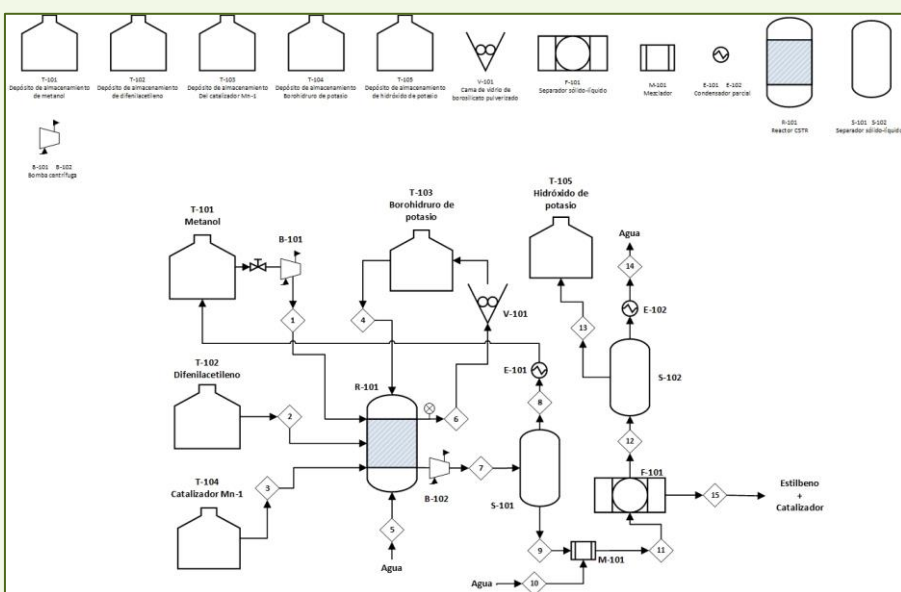 T-101
Depósito de almacenamiento
de metanol
T-102
Depósito de almacenamiento
de difenilacetileno
T-103
Depósito de almacenamiento
Del catalizador Mn-1
T-104
Depósito de almacenamiento
Borohidruro de potasio
T-105
Depósito de almacenamiento
de hidróxido de potasio
V-101
Cama de vidrio de
borosilicato pulverizado
F-101
Separador sólido-líquido
M-101
Mezclador
E-101 E-102
Condensador parcial
R-101
Reactor CSTR
S-101 S-102
Separador sólido-líquido
B-101 B-102
Bomba centrífuga
T-101
Metanol
B-101
T-103
Borohidruro de
potasio
T-105
Hidróxido de
potasio
Agua
14
E-102
1
4
V-101
13
T-102
Difenilacetileno
R-101
E-101
S-102
2
6
8
12
T-104
Catalizador Mn-1
3
7
B-102
S-101
F-101
15
Estilbeno
+
Catalizador
5
Agua
9
M-101
11
Agua
10